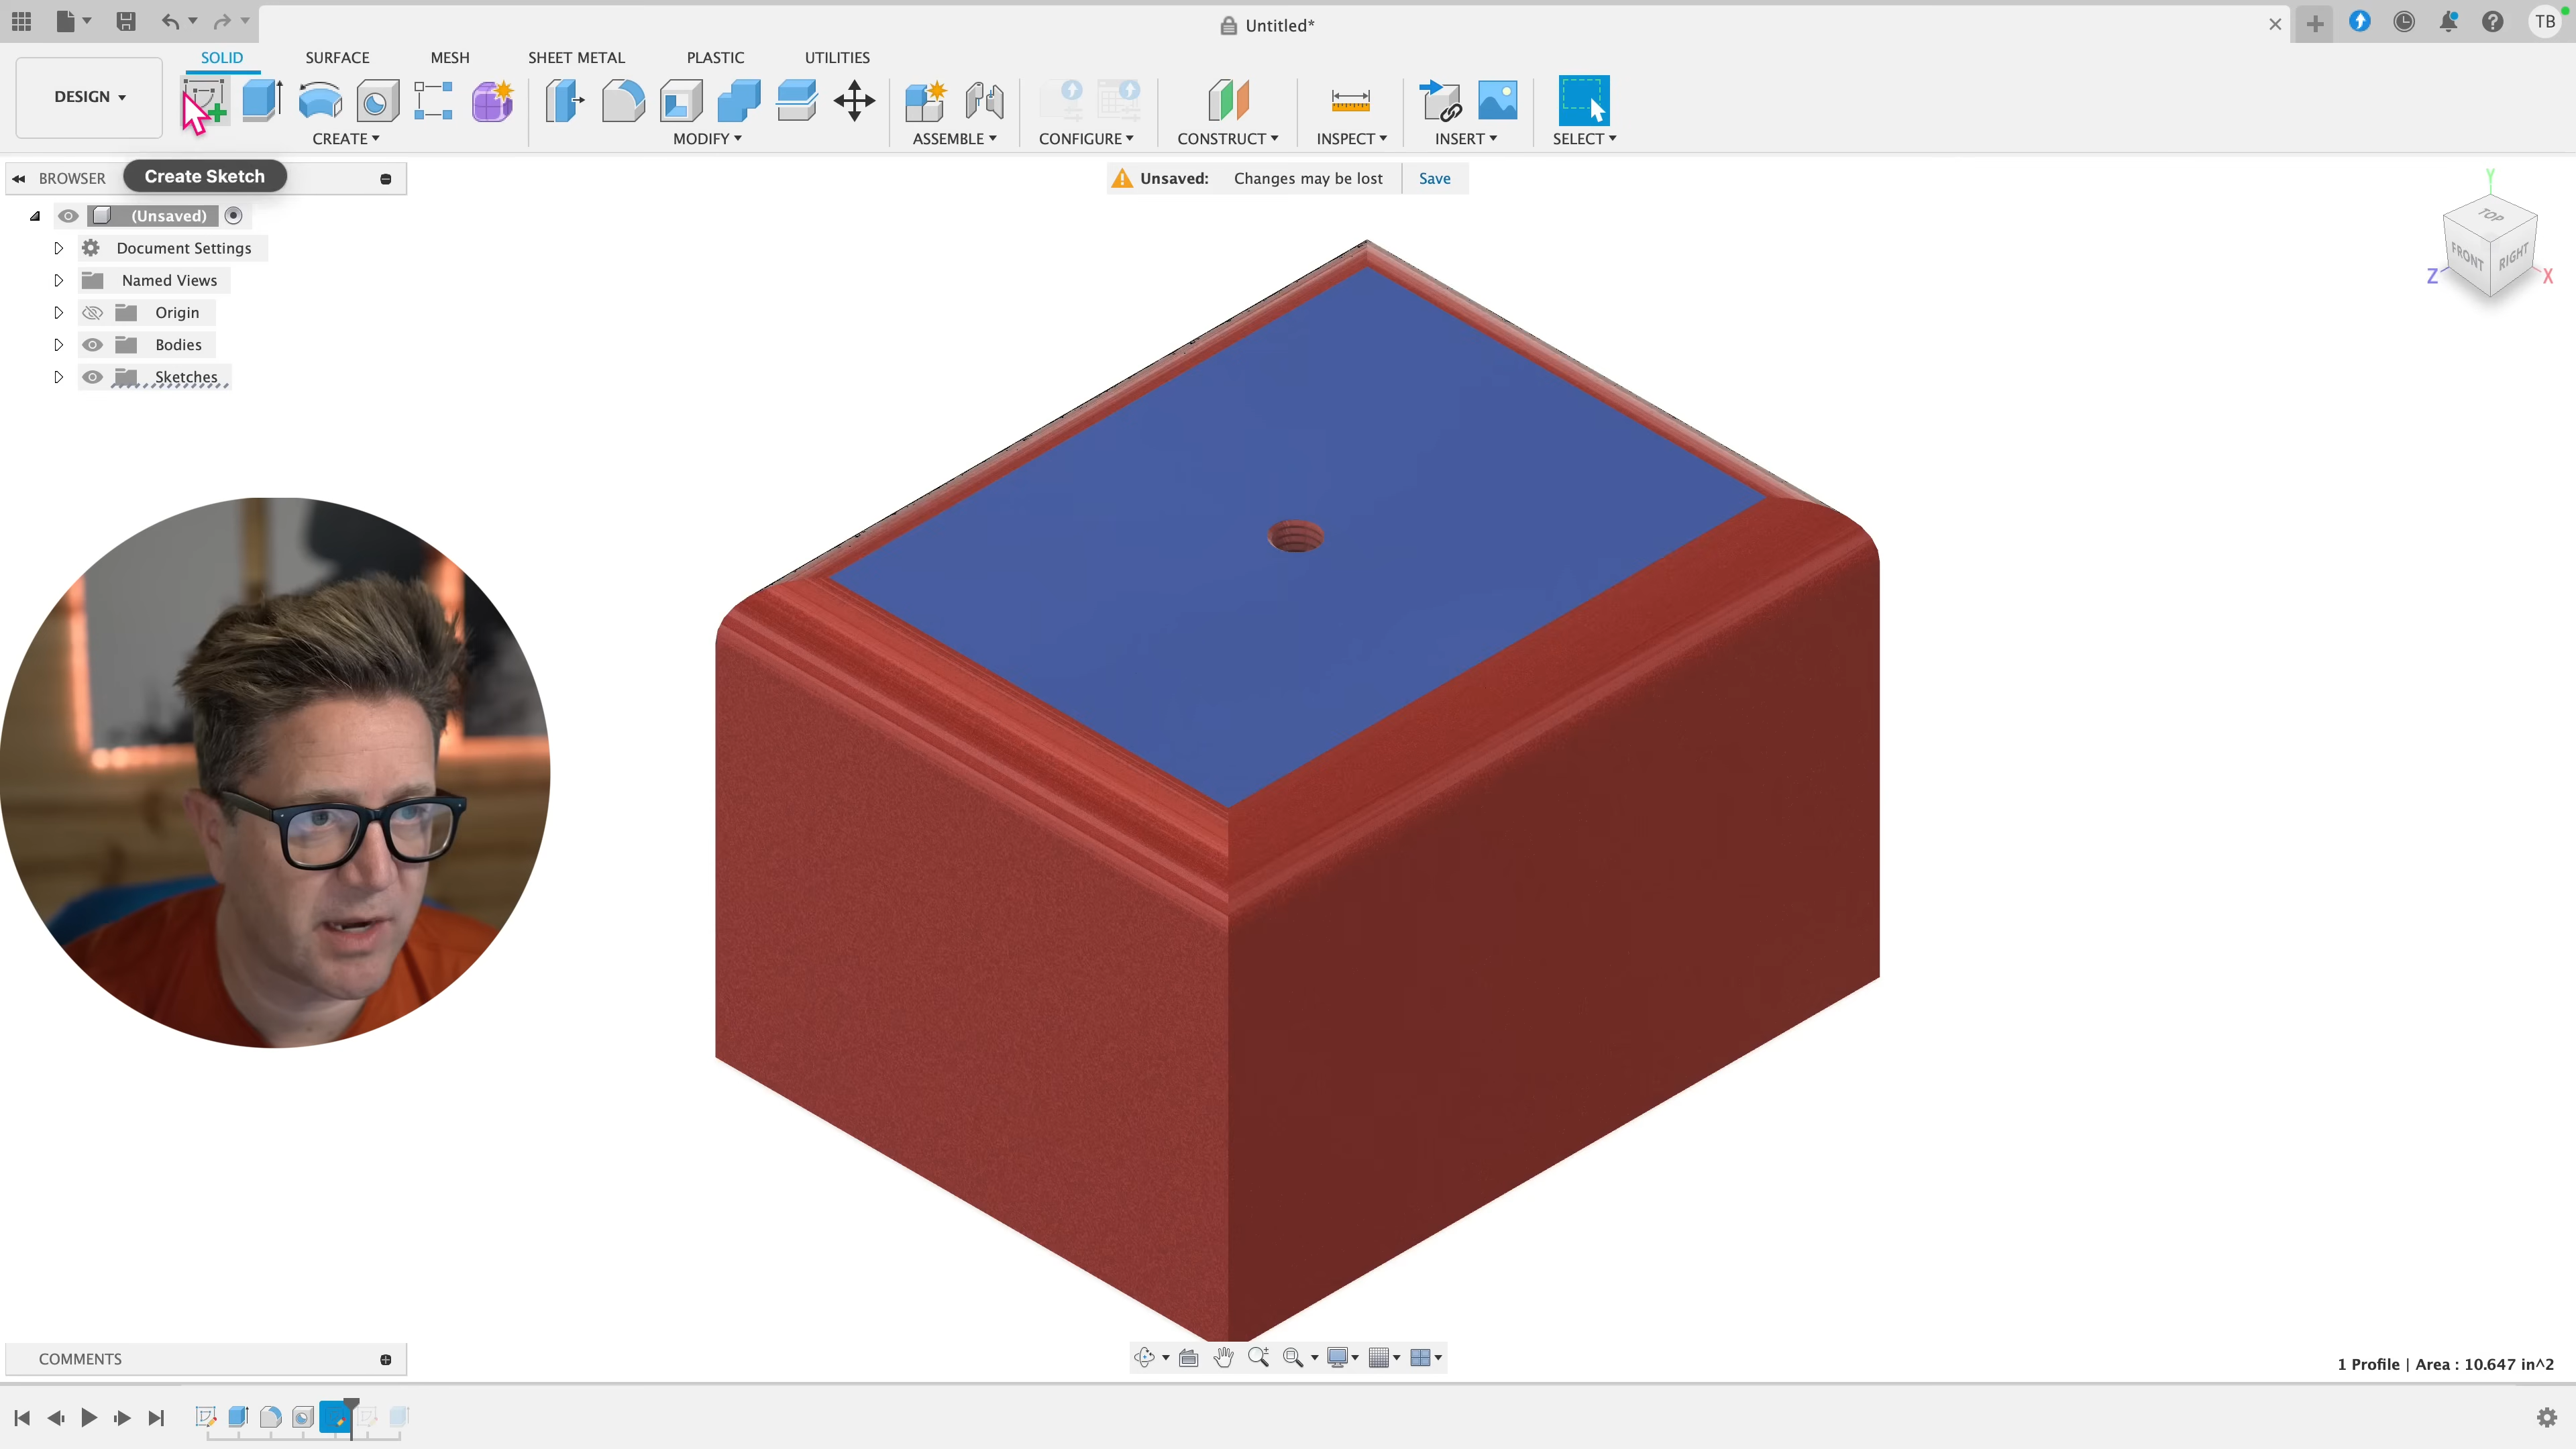 Untitled*
TB
SOLID
SURFACE
MESH
SHEET METAL
PLASTIC
UTILITIES
DESIGN
CREATE
MODIFY
ASSEMBLE
CONFIGURE
CONSTRUCT
INSPECT
INSERT
SELECT
BROWSER
Create Sketch
Unsaved: Changes may be lost Save
(Unsaved)
Document Settings
Named Views
Origin
Bodies
Sketches
Y
TOP
FRONT
RIGHT
Z
X
COMMENTS
1 Profile | Area : 10.647 in^2